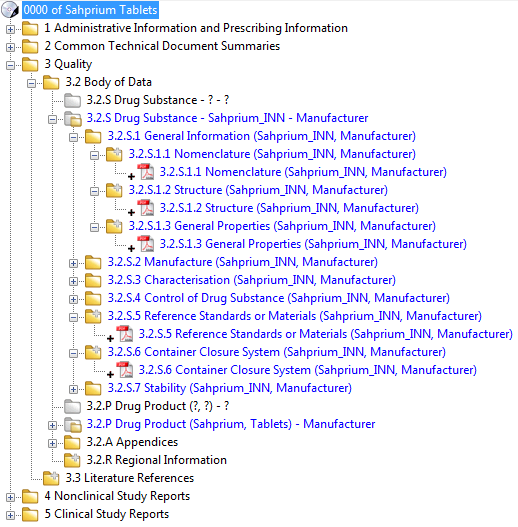 0000 of Sahprium Tablets
1 Administrative Information and Prescribing Information
2 Common Technical Document Summaries
3 Quality
3.2 Body of Data
3.2.S Drug Substance - ? - ?
3.2.S Drug Substance - Sahprium_INN - Manufacturer
3.2.S.1 General Information (Sahprium_INN, Manufacturer)
3.2.S.1.1 Nomenclature (Sahprium_INN, Manufacturer)
3.2.S.1.1 Nomenclature (Sahprium_INN, Manufacturer)
3.2.S.1.2 Structure (Sahprium_INN, Manufacturer)
3.2.S.1.2 Structure (Sahprium_INN, Manufacturer)
3.2.S.1.3 General Properties (Sahprium_INN, Manufacturer)
3.2.S.1.3 General Properties (Sahprium_INN, Manufacturer)
3.2.S.2 Manufacture (Sahprium_INN, Manufacturer)
3.2.S.3 Characterisation (Sahprium_INN, Manufacturer)
3.2.S.4 Control of Drug Substance (Sahprium_INN, Manufacturer)
3.2.S.5 Reference Standards or Materials (Sahprium_INN, Manufacturer)
3.2.S.5 Reference Standards or Materials (Sahprium_INN, Manufacturer)
3.2.S.6 Container Closure System (Sahprium_INN, Manufacturer)
3.2.S.6 Container Closure System (Sahprium_INN, Manufacturer)
3.2.S.7 Stability (Sahprium_INN, Manufacturer)
3.2.P Drug Product (?, ?) - ?
3.2.P Drug Product (Sahprium, Tablets) - Manufacturer
3.2.A Appendices
3.2.R Regional Information
3.3 Literature References
4 Nonclinical Study Reports
5 Clinical Study Reports